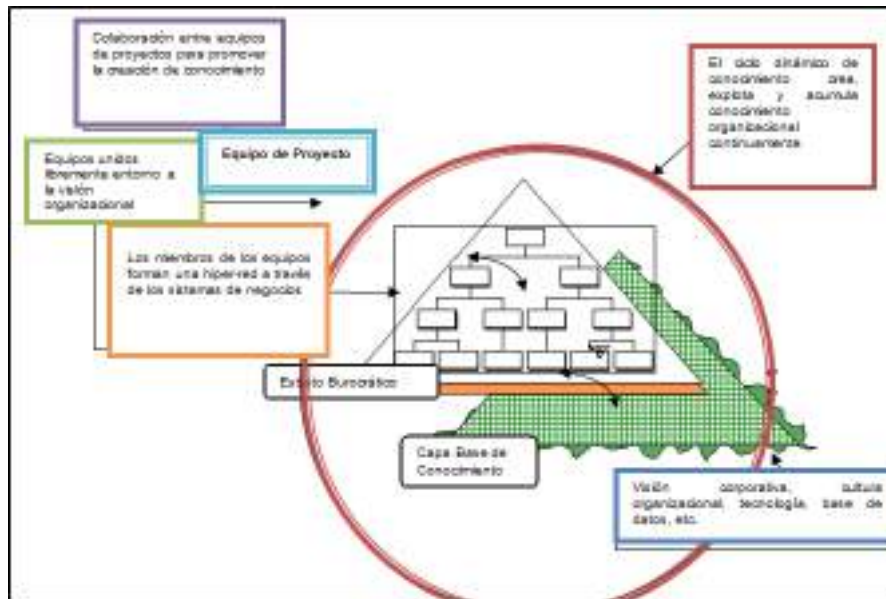 Colaboración entre equipos
de proyectos para promover
la creación de conocimiento
Equipos unidos
libremente entorno a
la visión
organizacional
Equipo de Proyecto
Los miembros de los equipos
forman una hiper-red a través
de los sistemas de negocios
El ciclo dinámico de
conocimiento crea,
explota y acumula
conocimiento
organizacional
continuamente
Burocrático
Capa Base de
Conocimiento
Visión corporativa, cultura
organizacional, tecnología, base de
datos, etc.